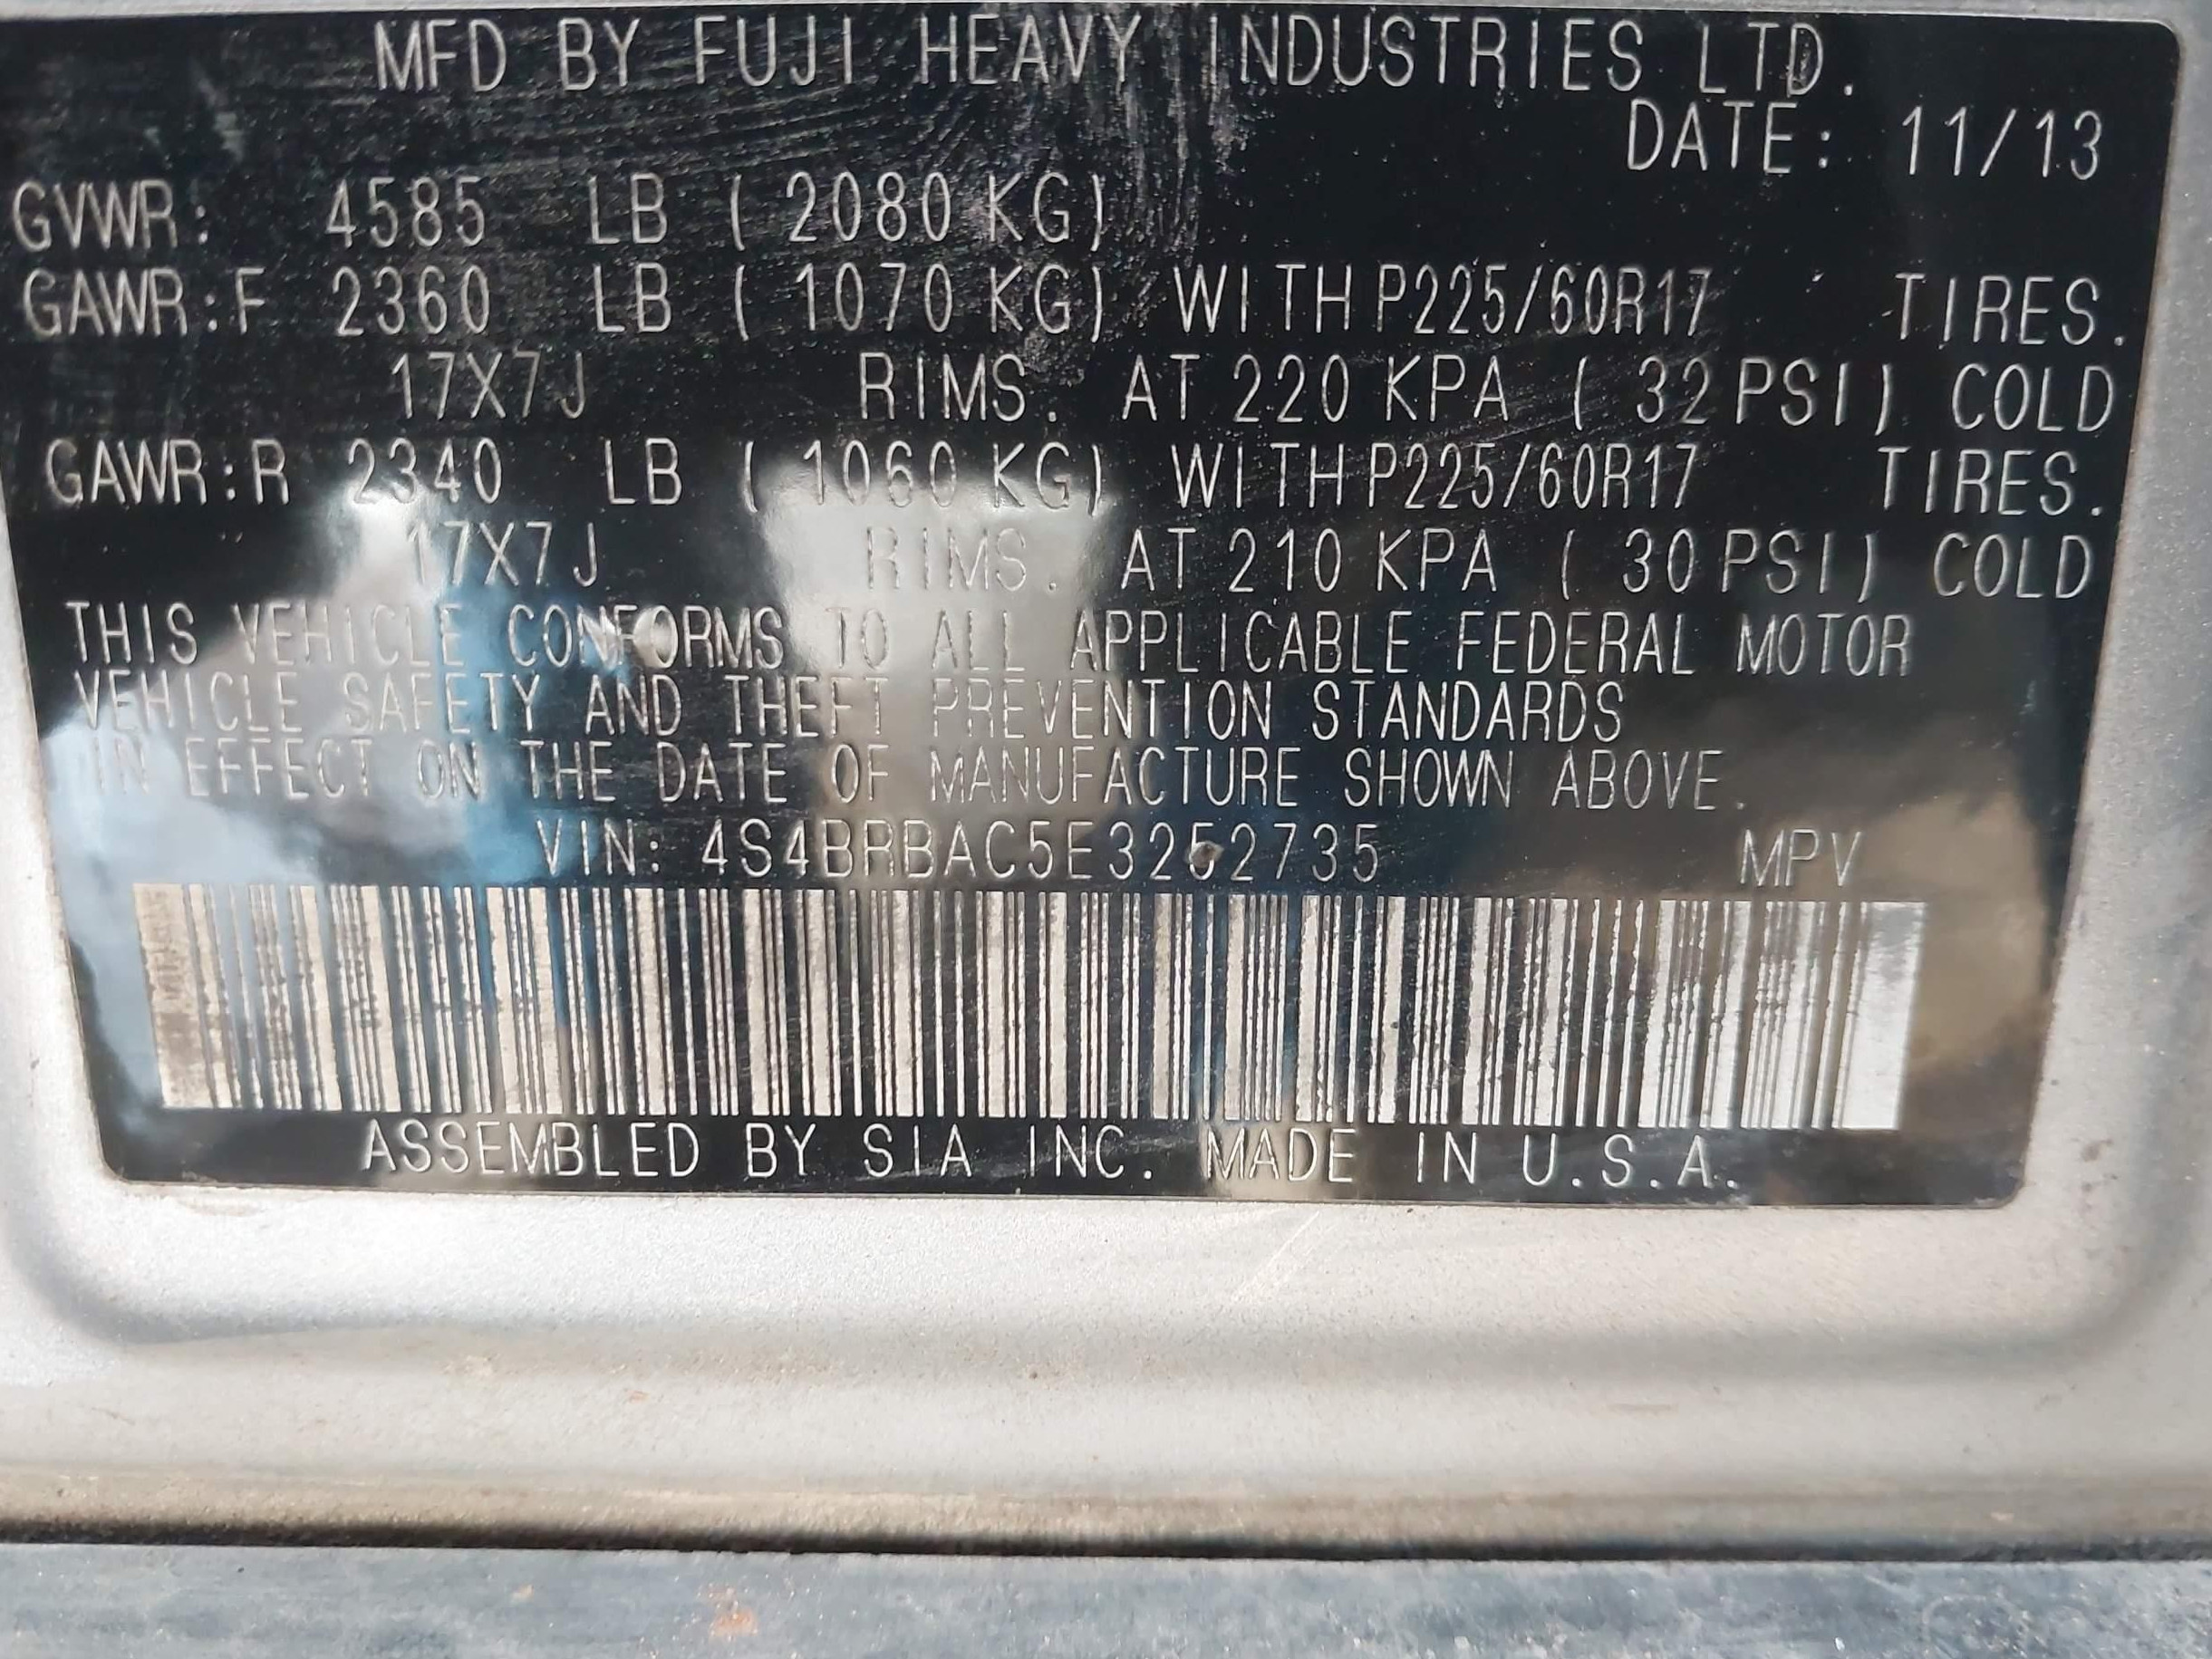 MFD BY FUJI HEAVY INDUSTRIES LTD.
DATE: 11/13
GVWR: 4585 LB ( 2080 KG)
GAWR:F 2360 LB ( 1070 KG) WITH P225/60R17 TIRES.
17X7J RIMS. AT 220 KPA ( 32 PSI) COLD
GAWR:R 2340 LB ( 1060 KG) WITH P225/60R17 TIRES.
17X7J RIMS. AT 210 KPA ( 30 PSI) COLD
THIS VEHICLE CONFORMS TO ALL APPLICABLE FEDERAL MOTOR
VEHICLE SAFETY AND THEFT PREVENTION STANDARDS
IN EFFECT ON THE DATE OF MANUFACTURE SHOWN ABOVE.
VIN: 4S4BRBAC5E3252735 MPV
ASSEMBLED BY SIA INC. MADE IN U.S.A.